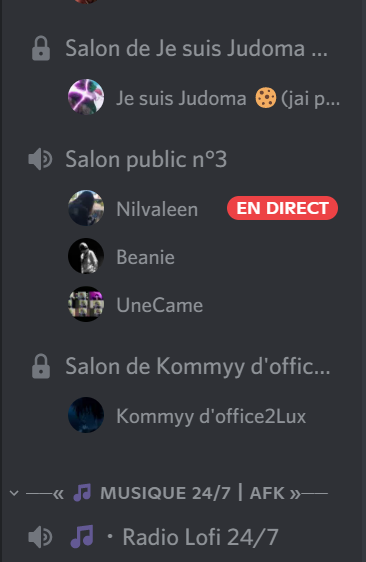 Salon de Je suis Judoma ...
Je suis Judoma 🍪 (jai p...
Salon public n°3
Nilvaleen EN DIRECT
Beanie
UneCame
Salon de Kommyy d'offic...
Kommyy d'office2Lux
──« 🎵 MUSIQUE 24/7 | AFK »──
🎵 · Radio Lofi 24/7